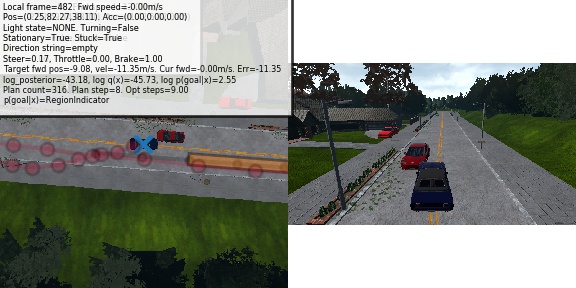 Local frame=482. Fwd speed=-0.00m/s
Pos=(0.25,82.27,38.11). Acc=(0.00,0.00,0.00)
Light state=NONE. Turning=False
Stationary=True. Stuck=True
Direction string=empty
Steer=0.17, Throttle=0.00, Brake=1.00
Target fwd pos=-9.08, vel=-11.35m/s. Cur fwd=-0.00m/s. Err=-11.35
log_posterior=-43.18, log q(x)=-45.73, log p(goal|x)=2.55
Plan count=316. Plan step=8. Opt steps=9.00
p(goal|x)=RegionIndicator